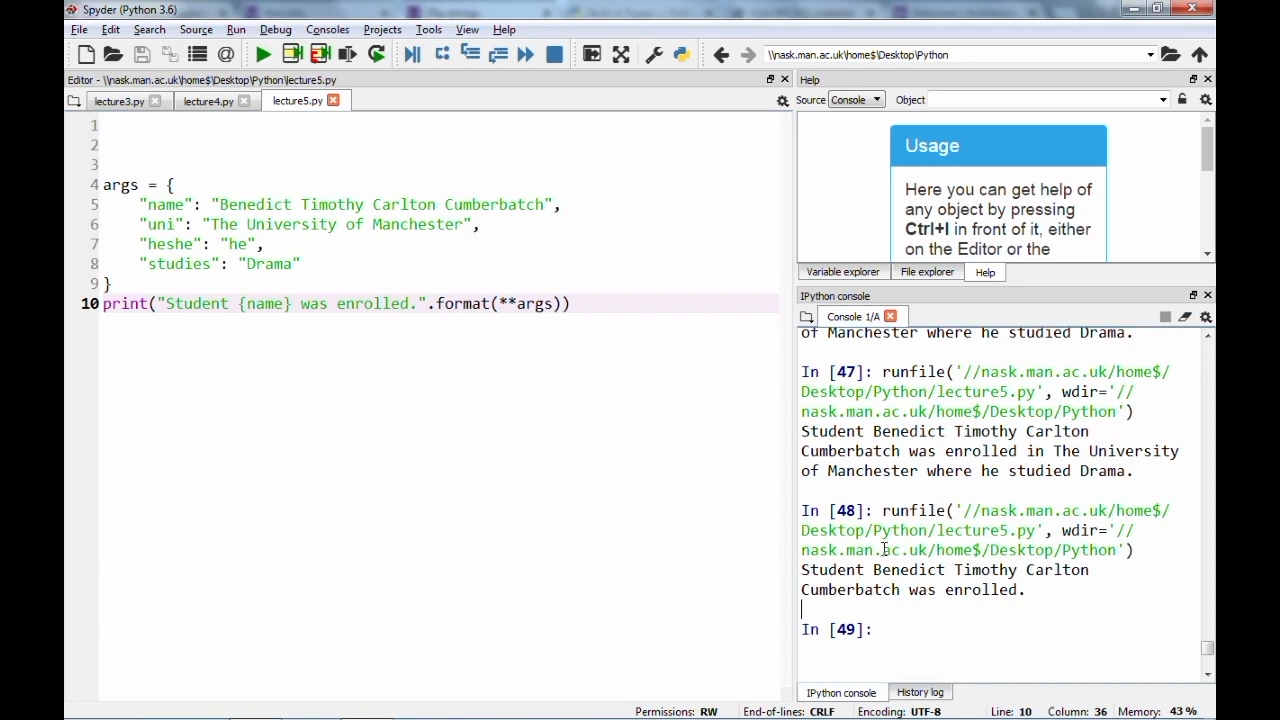 Spyder (Python 3.6)
File Edit Search Source Run Debug Consoles Projects Tools View Help
\\nask.man.ac.uk\home$\Desktop\Python
Editor - \\nask.man.ac.uk\home$\Desktop\Python\lecture5.py
lecture3.py lecture4.py lecture5.py
1
2
3
4 args = {
5 "name": "Benedict Timothy Carlton Cumberbatch",
6 "uni": "The University of Manchester",
7 "heshe": "he",
8 "studies": "Drama"
9 }
10 print("Student {name} was enrolled.".format(**args))
Help
Source Console Object
Usage
Here you can get help of
any object by pressing
Ctrl+I in front of it, either
on the Editor or the
Variable explorer File explorer Help
IPython console
Console 1/A
of Manchester where he studied Drama.
In [47]: runfile('//nask.man.ac.uk/home$/
Desktop/Python/lecture5.py', wdir='//
nask.man.ac.uk/home$/Desktop/Python')
Student Benedict Timothy Carlton
Cumberbatch was enrolled in The University
of Manchester where he studied Drama.
In [48]: runfile('//nask.man.ac.uk/home$/
Desktop/Python/lecture5.py', wdir='//
nask.man.ac.uk/home$/Desktop/Python')
Student Benedict Timothy Carlton
Cumberbatch was enrolled.
In [49]:
IPython console History log
Permissions: RW End-of-lines: CRLF Encoding: UTF-8 Line: 10 Column: 36 Memory: 43 %